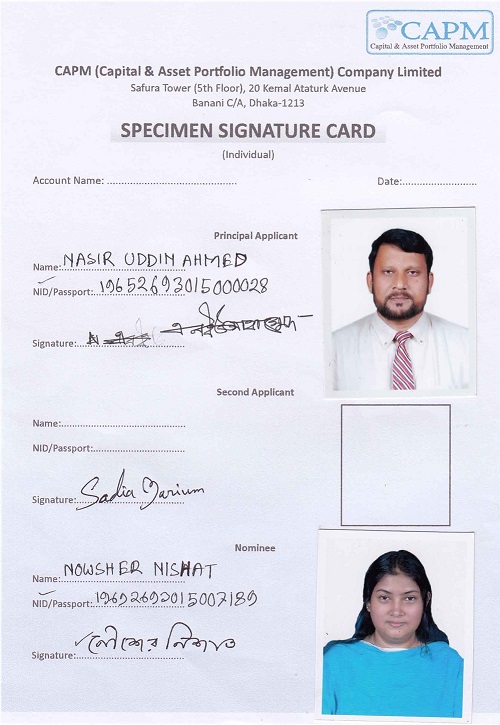 CAPM
Capital & Asset Portfolio Management
CAPM (Capital & Asset Portfolio Management) Company Limited
Safura Tower (5th Floor), 20 Kemal Ataturk Avenue
Banani C/A, Dhaka-1213
SPECIMEN SIGNATURE CARD
(Individual)
Account Name: ............................................ Date:.........................
Principal Applicant
Name: NASIR UDDIN AHMED
NID/Passport: 19652693015000028
Signature:
Second Applicant
Name:..........................................
NID/Passport:...............................
Signature: Sadia Marium
Nominee
Name: NOWSHER NISHAT
NID/Passport: 19692692015007189
Signature: নৌশের নিশাত